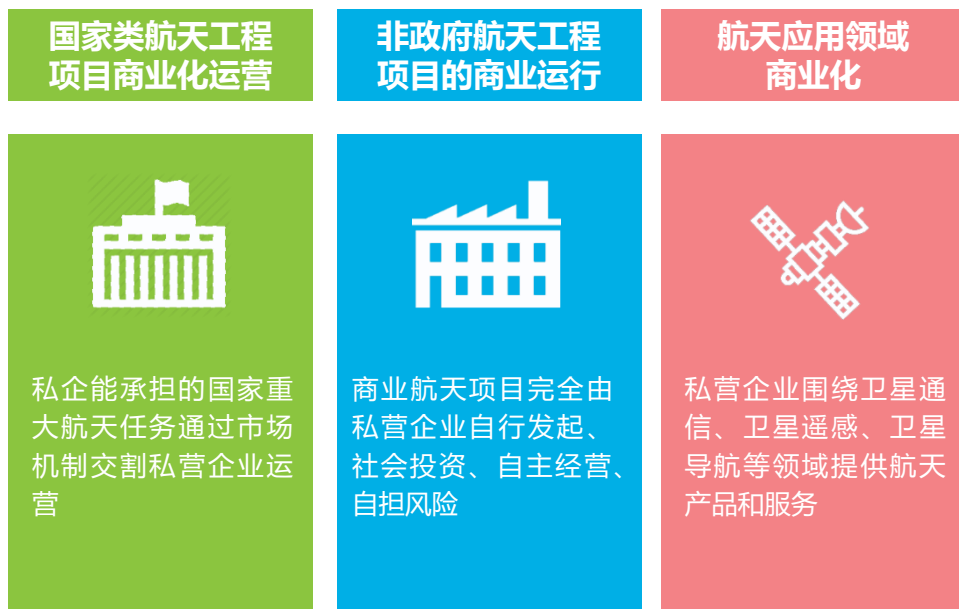 国家类航天工程
项目商业化运营
私企能承担的国家重
大航天任务通过市场
机制交割私营企业运
营
非政府航天工程
项目的商业运行
商业航天项目完全由
私营企业自行发起、
社会投资、自主经营、
自担风险
航天应用领域
商业化
私营企业围绕卫星通
信、卫星遥感、卫星
导航等领域提供航天
产品和服务